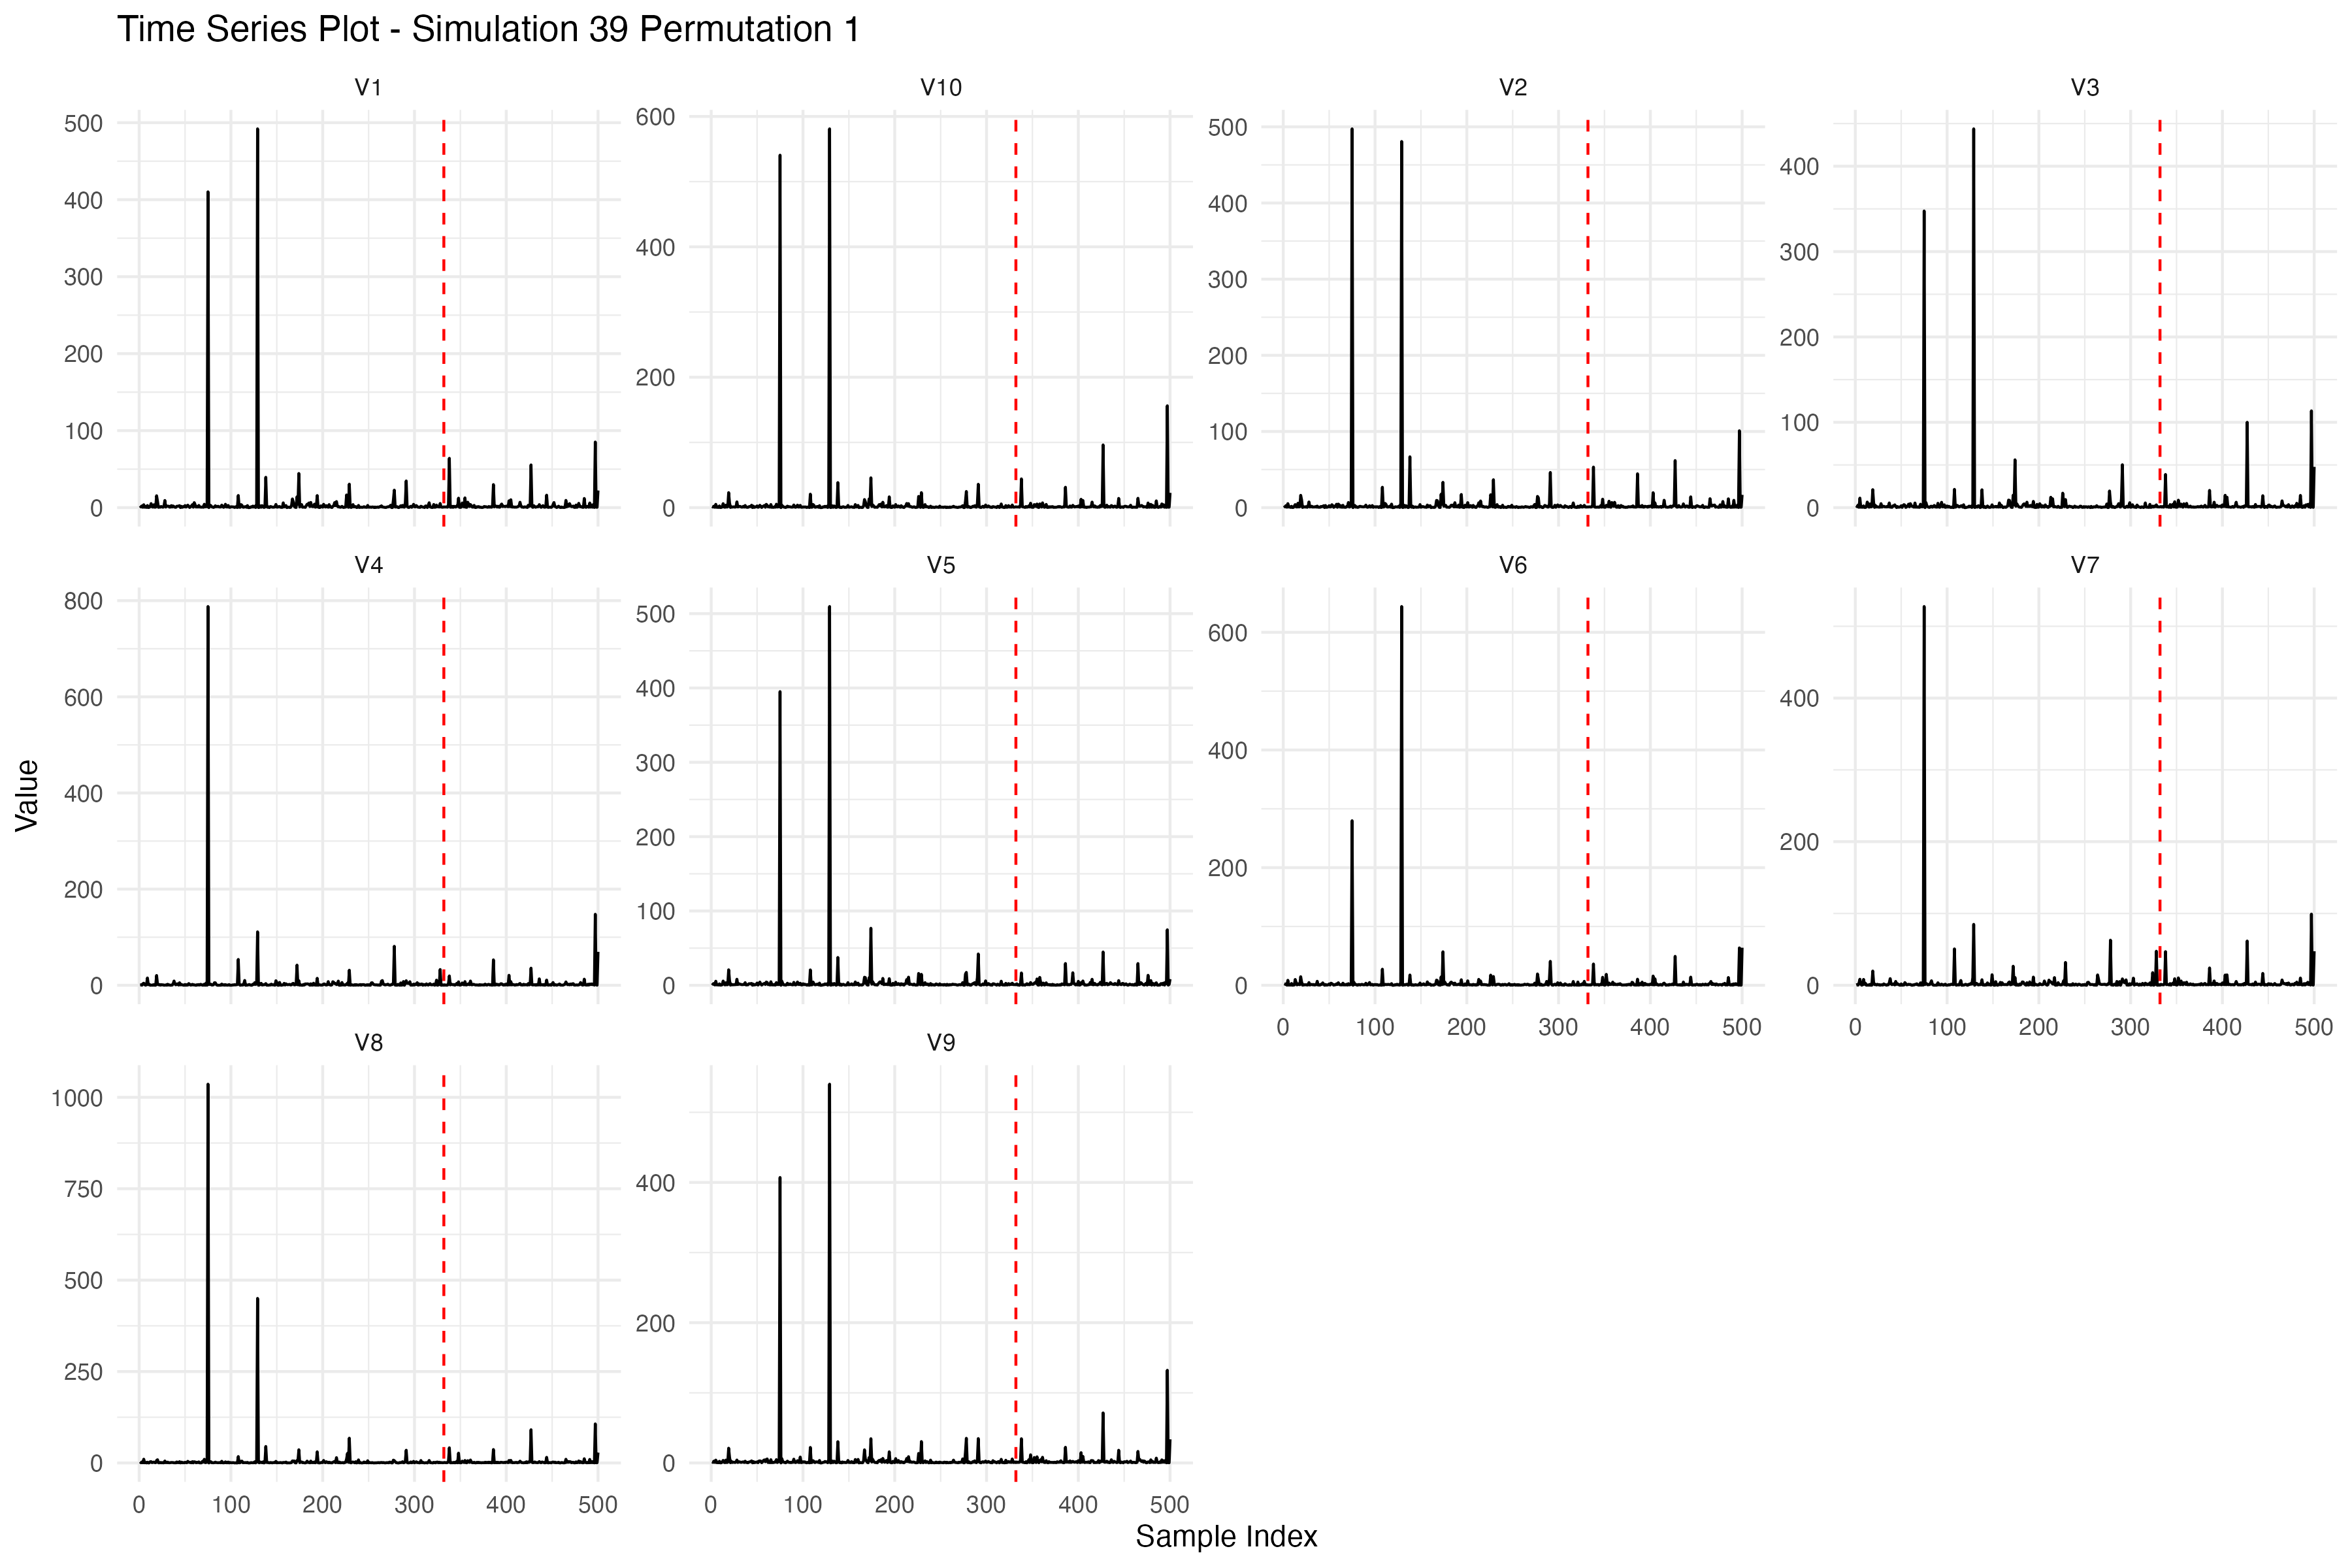 Time Series Plot - Simulation 39 Permutation 1
V1 V10 V2 V3
500 600 500 400
400 400 400 300
300 200 300 200
200 0 200 100
100 100 0
0 0
V4 V5 V6 V7
800 500 600 400
600 400 400 200
400 300 200 0
200 200 0
0 100
0
0 100 200 300 400 500 0 100 200 300 400 500
V8 V9
1000 400
750 200
500 0
250
0
0 100 200 300 400 500 0 100 200 300 400 500
Value
Sample Index